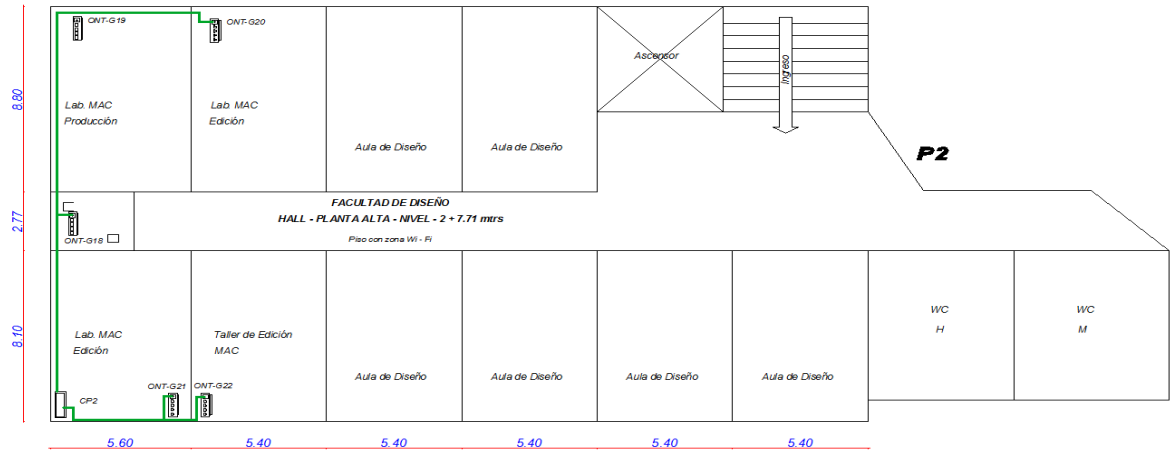 ONT-G19
ONT-G20
Ascensor
Ingreso
8.80
Lab. MAC
Producción
Lab. MAC
Edición
Aula de Diseño
Aula de Diseño
P2
FACULTAD DE DISEÑO
HALL - PLANTA ALTA - NIVEL - 2 + 7.71 mtrs
Piso con zona Wi - Fi
2.77
ONT-G18
8.10
Lab. MAC
Edición
Taller de Edición
MAC
Aula de Diseño
Aula de Diseño
Aula de Diseño
Aula de Diseño
WC
H
WC
M
CP2
ONT-G21
ONT-G22
5.60
5.40
5.40
5.40
5.40
5.40